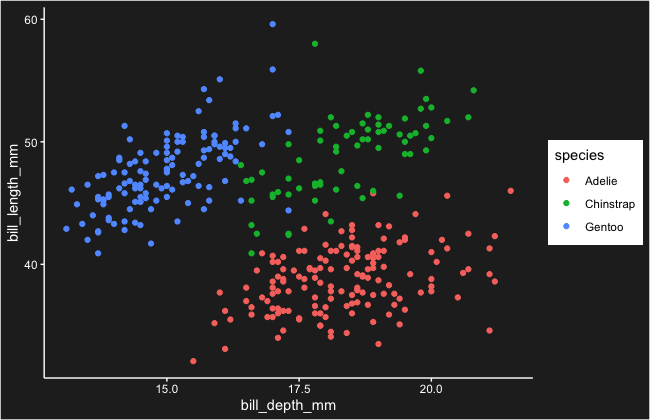 60
50
40
bill_length_mm
15.0
17.5
20.0
bill_depth_mm
species
Adelie
Chinstrap
Gentoo